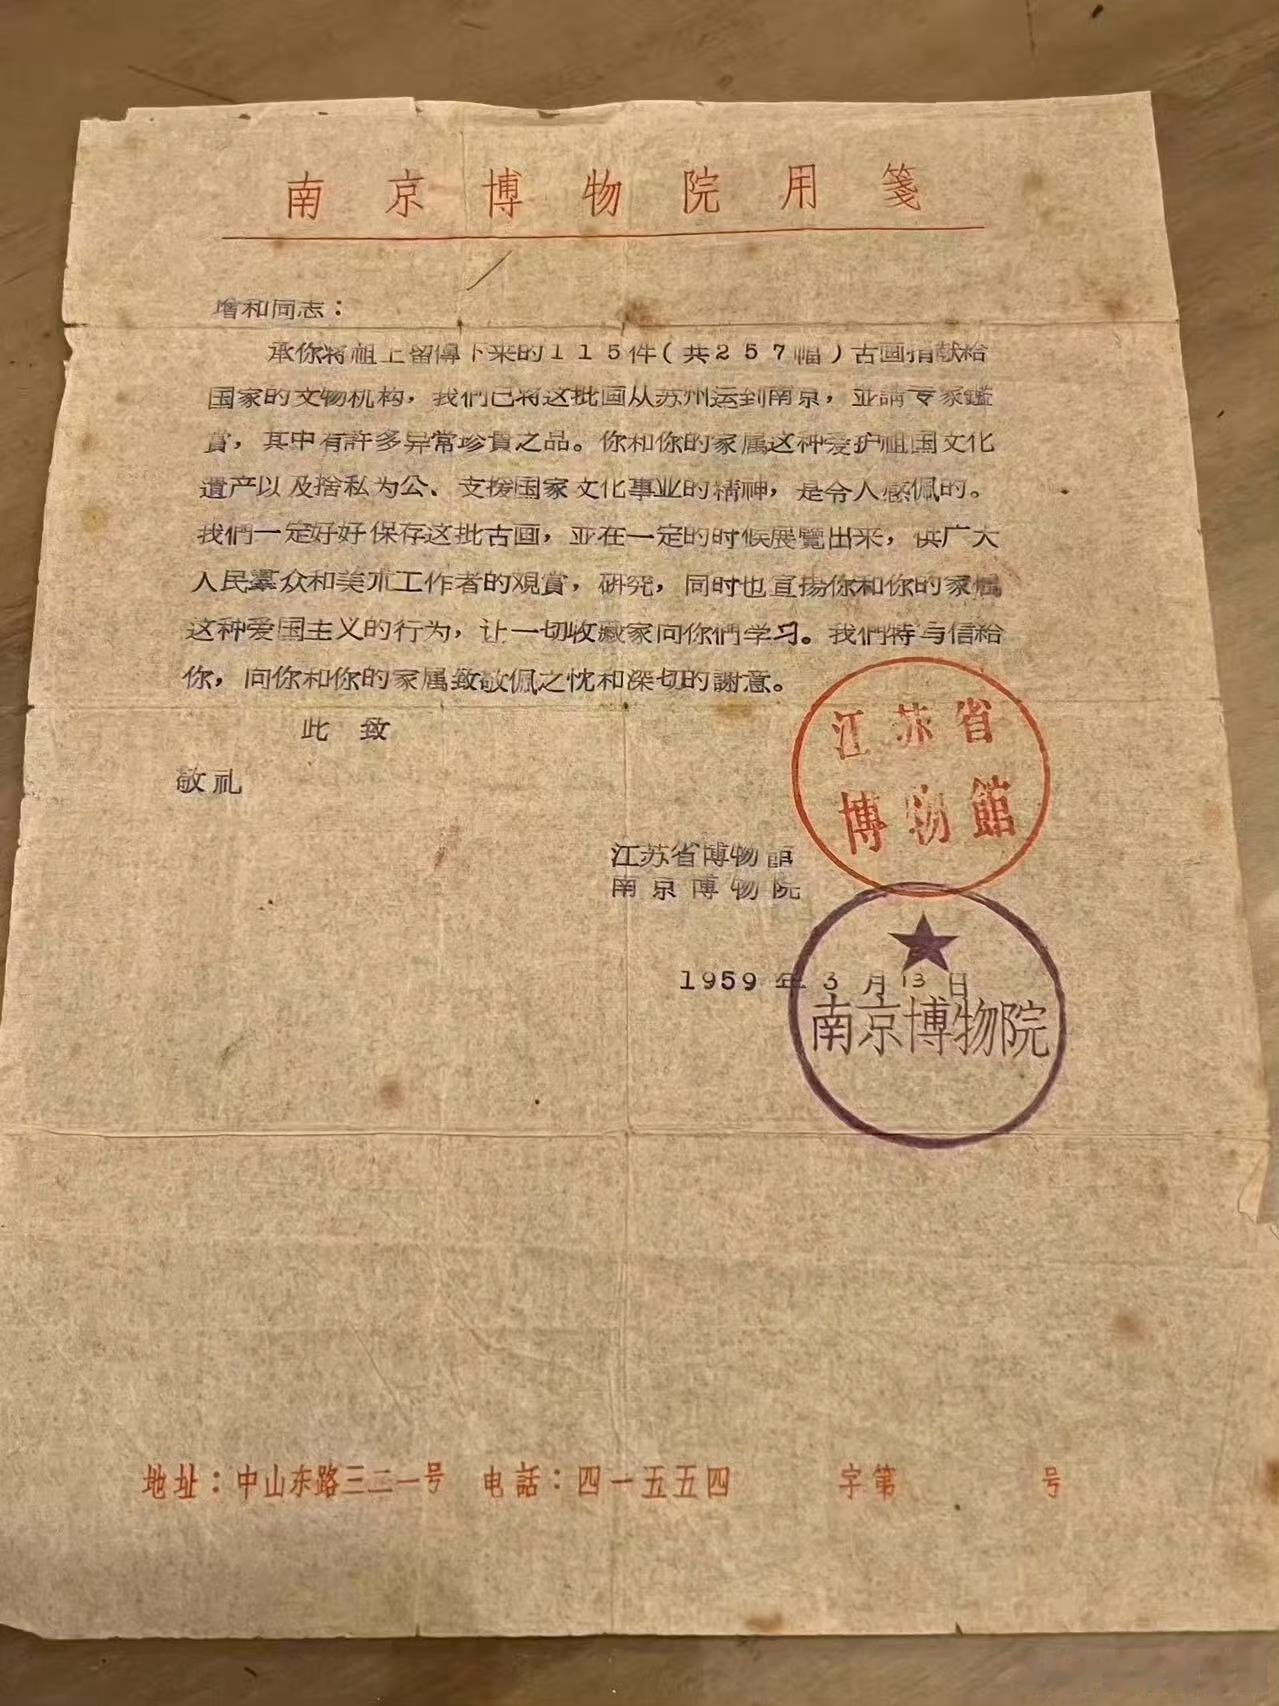 南京博物院用箋
增和同志：
承你将祖上留傳下来的115件(共257幅)古画捐献给
国家的文物机构，我們已将这批画从苏州运到南京，並請专家鑑
賞，其中有許多异常珍貴之品。你和你的家属这种爱护祖国文化
遺产以及捨私为公、支援国家文化事业的精神，是令人感佩的。
我們一定好好保存这批古画，並在一定的时候展覽出来，供广大
人民羣众和美朮工作者的观賞，研究，同时也宣揚你和你的家属
这种爱国主义的行为，让一切收藏家向你們学习。我們特写信給
你，向你和你的家属致敬佩之忱和深切的謝意。
此致
敬礼
江苏省
博物館
江苏省博物館
南京博物院
1959年3月13日
南京博物院
地址：中山东路三二一号 电話：四一五五四 字第 号